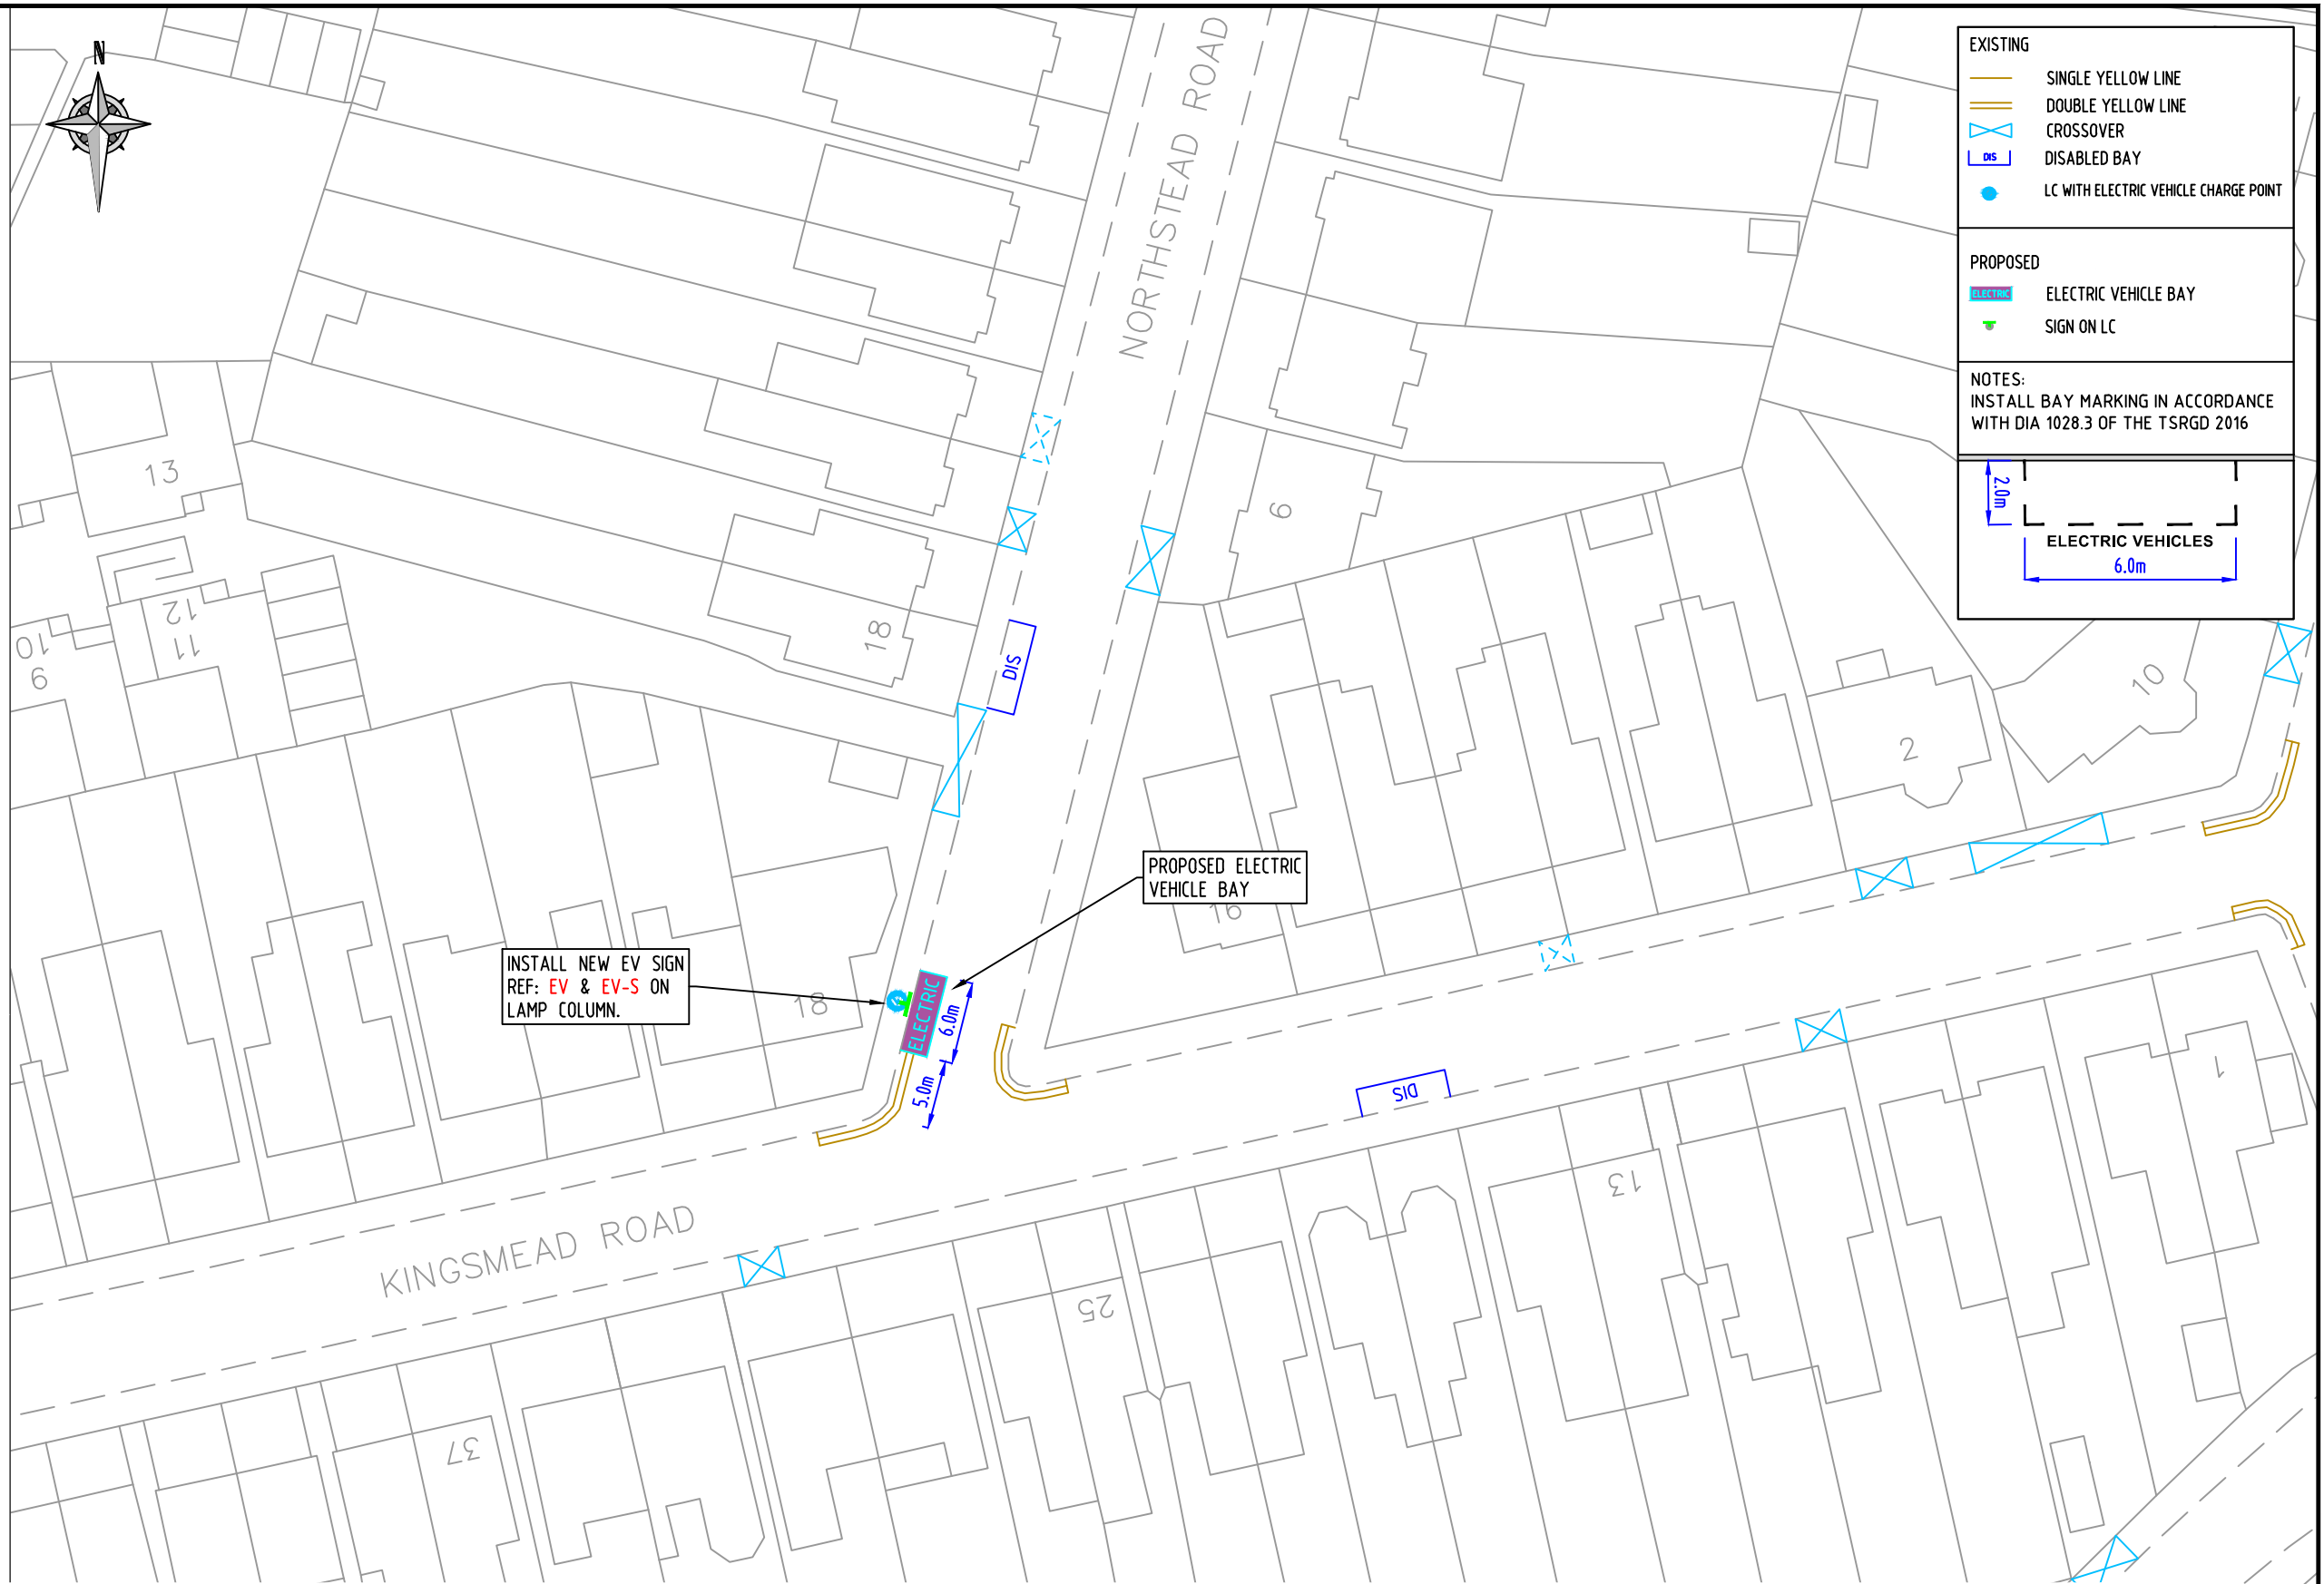 N
NORTHSTEAD ROAD
EXISTING
SINGLE YELLOW LINE
DOUBLE YELLOW LINE
CROSSOVER
DIS
DISABLED BAY
LC WITH ELECTRIC VEHICLE CHARGE POINT
PROPOSED
ELECTRIC
ELECTRIC VEHICLE BAY
SIGN ON LC
NOTES:
INSTALL BAY MARKING IN ACCORDANCE
WITH DIA 1028.3 OF THE TSRGD 2016
2.0m
ELECTRIC VEHICLES
6.0m
13
12
11
10
9
18
6
DIS
2
10
PROPOSED ELECTRIC
VEHICLE BAY
16
INSTALL NEW EV SIGN
REF: EV & EV-S ON
LAMP COLUMN.
18
ELECTRIC
6.0m
5.0m
DIS
1
13
KINGSMEAD ROAD
25
37